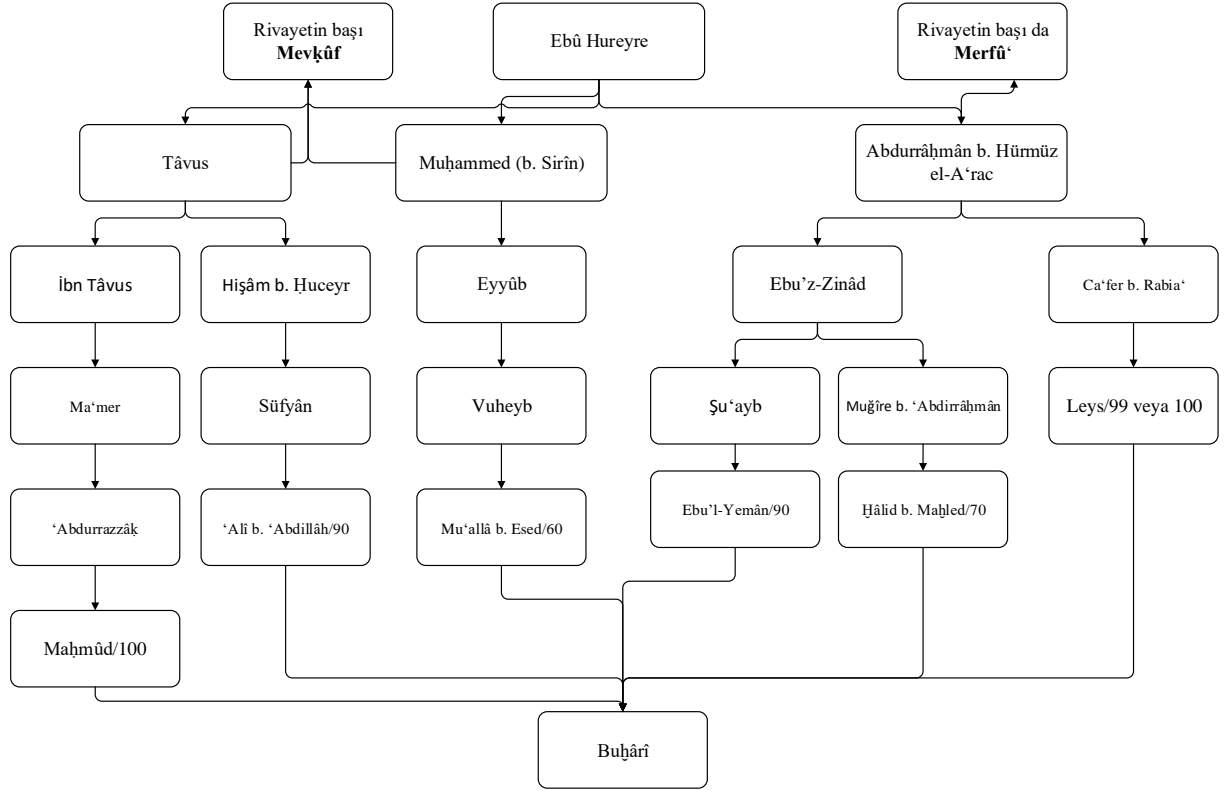 Rivayetin başı
Mevḳûf
Ebû Hureyre
Rivayetin başı da
Merfû‘
Tâvus
Muḥammed (b. Sirîn)
Abdurrâḥmân b. Hürmüz
el-A‘rac
İbn Tâvus
Hişâm b. Ḥuceyr
Eyyûb
Ebu’z-Zinâd
Ca‘fer b. Rabia‘
Ma‘mer
Süfyân
Vuheyb
Şu‘ayb
Muğîre b. ‘Abdirrâḥmân
Leys/99 veya 100
‘Abdurrazzâḳ
‘Alî b. ‘Abdillâh/90
Mu‘allâ b. Esed/60
Ebu’l-Yemân/90
Ḫâlid b. Maḫled/70
Maḥmûd/100
Buḫârî